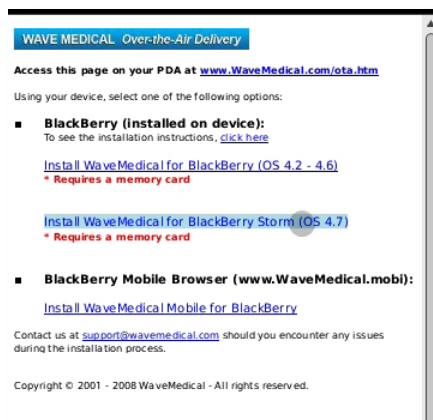 WAVE MEDICAL Over-the-Air Delivery
Access this page on your PDA at www.WaveMedical.com/ota.htm
Using your device, select one of the following options:
BlackBerry (installed on device):
To see the installation instructions, click here
Install WaveMedical for BlackBerry (OS 4.2 - 4.6)
* Requires a memory card
Install WaveMedical for BlackBerry Storm (OS 4.7)
* Requires a memory card
BlackBerry Mobile Browser (www.WaveMedical.mobi):
Install WaveMedical Mobile for BlackBerry
Contact us at support@wavemedical.com should you encounter any issues
during the installation process.
Copyright © 2001 - 2008 WaveMedical - All rights reserved.